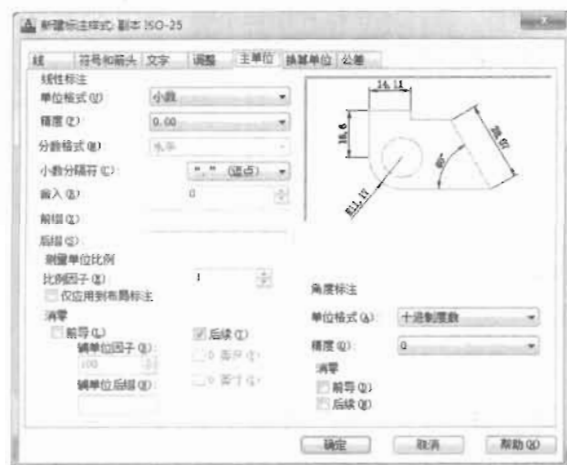 新建标注样式: 副本 ISO-25
线 符号和箭头 文字 调整 主单位 换算单位 公差
线性标注
单位格式(U): 小数
精度(P) 0.00
分数格式(M): 水平
小数分隔符(C): "," (逗点)
舍入(R): 0
前缀(X):
后缀(S):
测量单位比例
比例因子(E): 1
仅应用到布局标注
消零
前导(L) 后续(T)
辅单位因子(B): 0 英尺(F)
100
辅单位后缀(N) 0 英寸(I)
14,11
16,6
28,07
60°
R11,17
角度标注
单位格式(A): 十进制度数
精度(O): 0
消零
前导(D)
后续(N)
确定 取消 帮助(H)